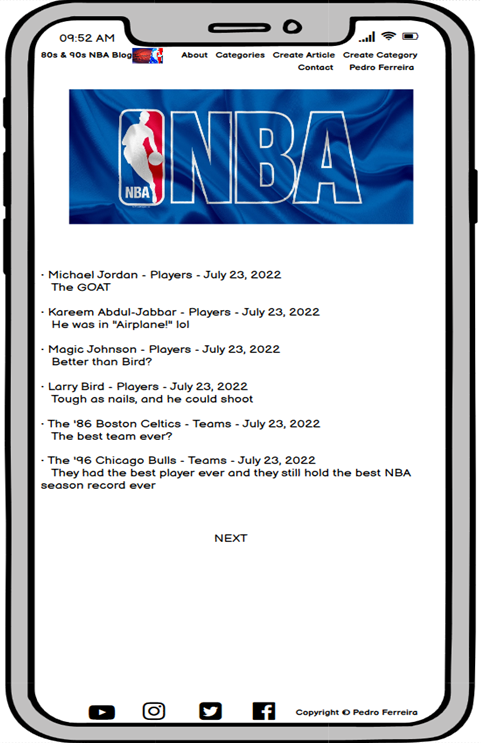 09:52 AM
80s & 90s NBA Blog About Categories Create Article Create Category
Contact Pedro Ferreira
NBA NBA
• Michael Jordan - Players - July 23, 2022
The GOAT
• Kareem Abdul-Jabbar - Players - July 23, 2022
He was in "Airplane!" lol
• Magic Johnson - Players - July 23, 2022
Better than Bird?
• Larry Bird - Players - July 23, 2022
Tough as nails, and he could shoot
• The '86 Boston Celtics - Teams - July 23, 2022
The best team ever?
• The '96 Chicago Bulls - Teams - July 23, 2022
They had the best player ever and they still hold the best NBA
season record ever
NEXT
Copyright © Pedro Ferreira